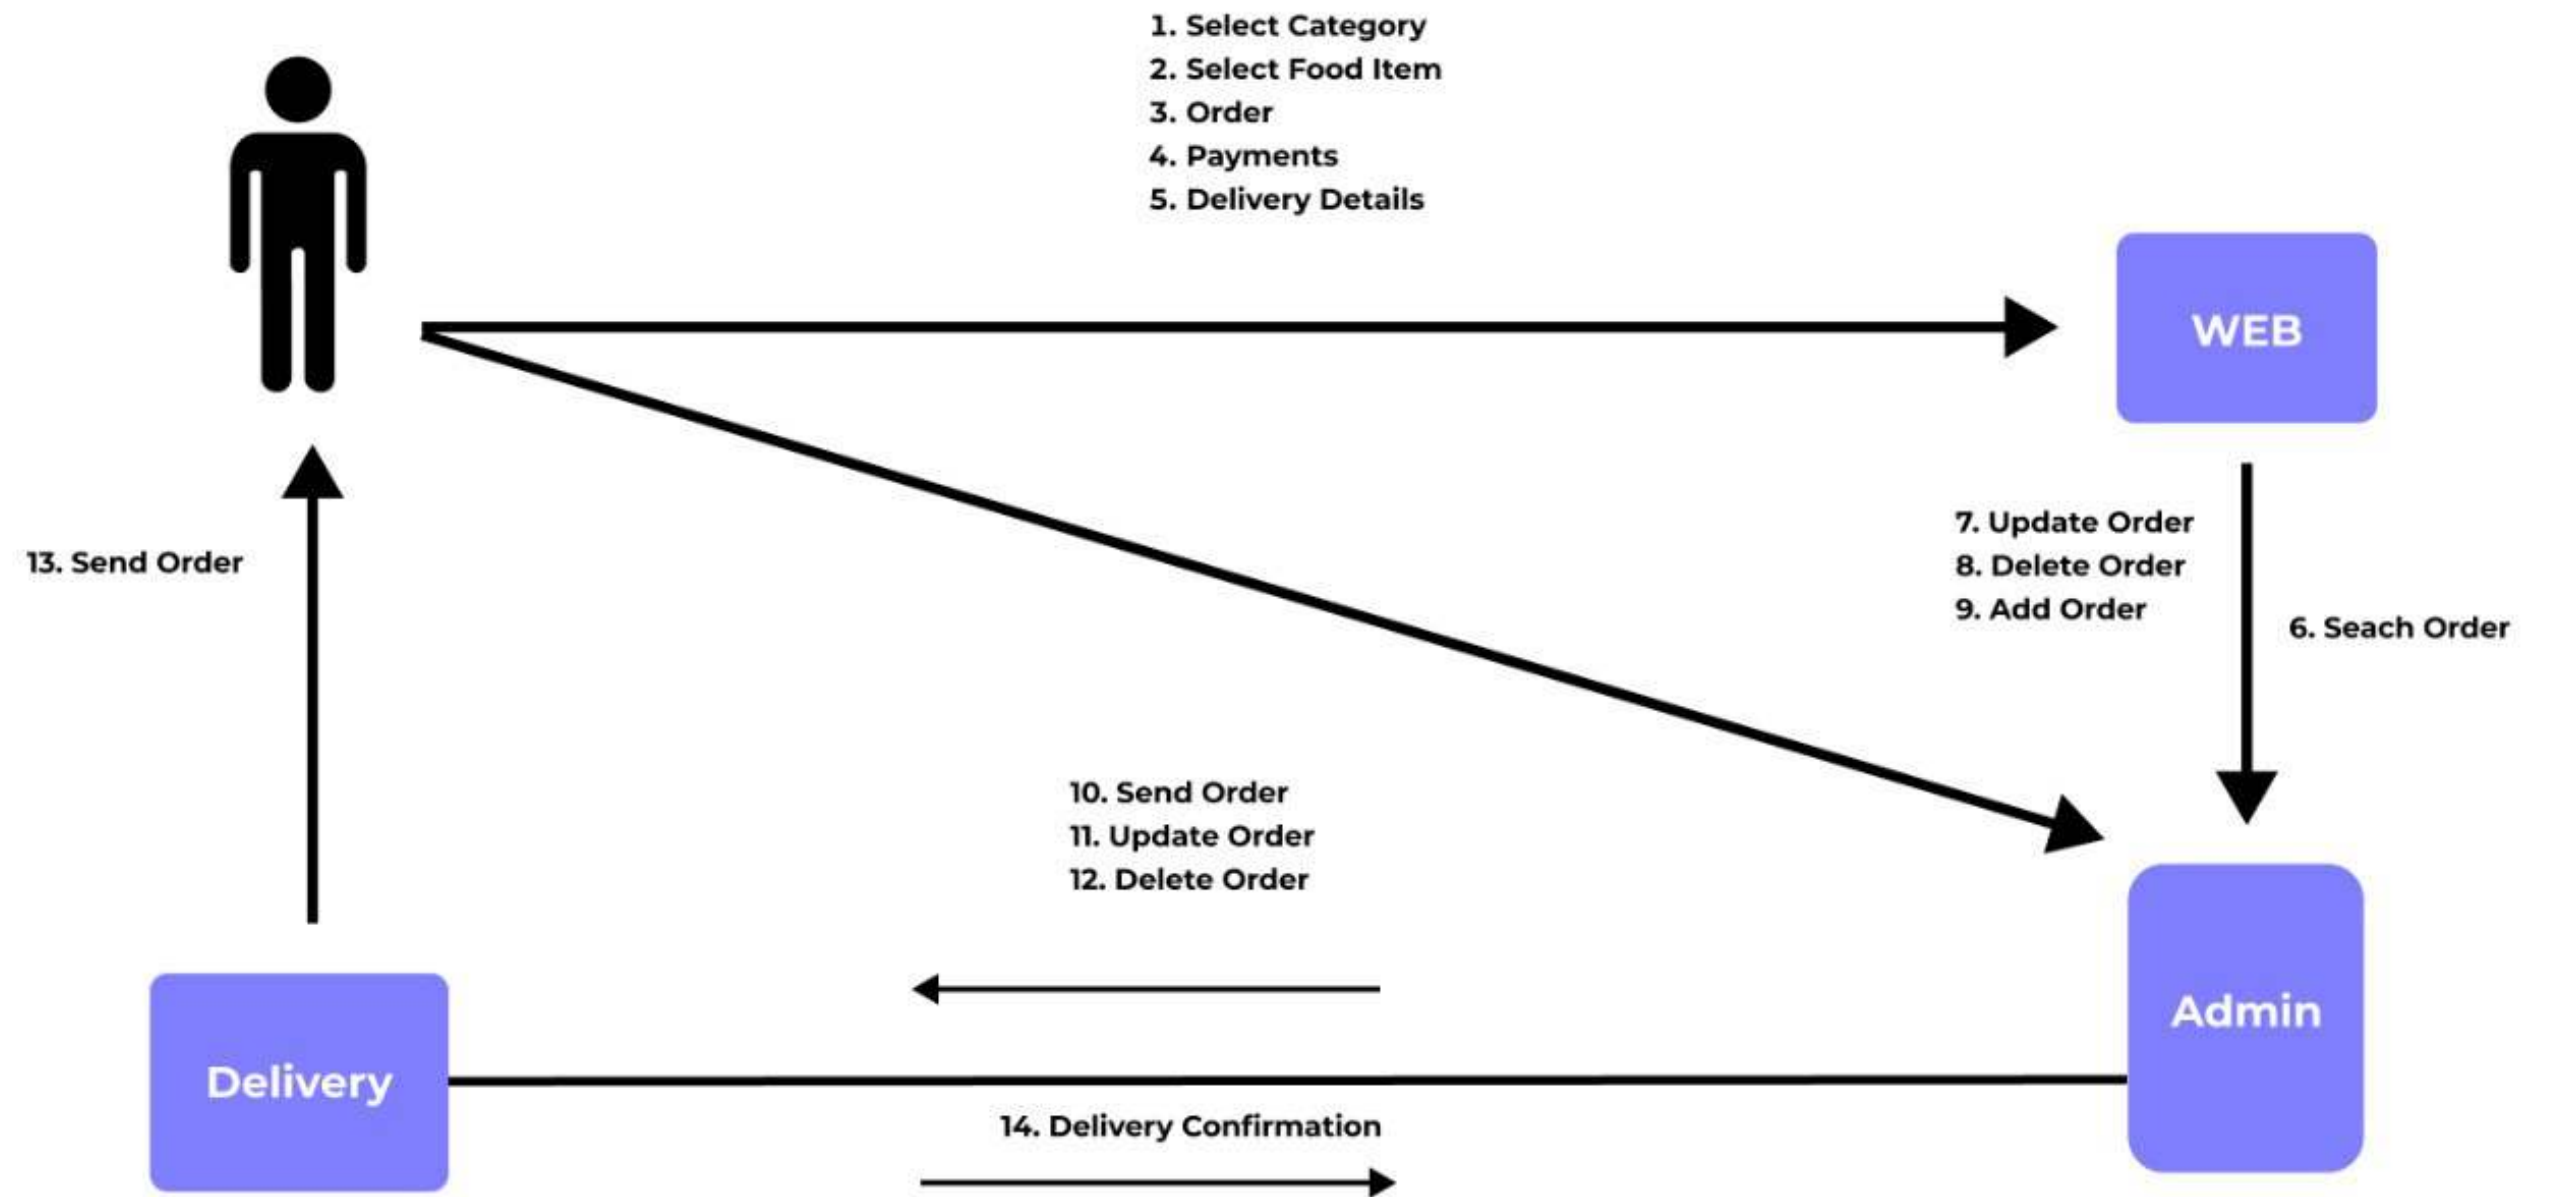 1. Select Category
2. Select Food Item
3. Order
4. Payments
5. Delivery Details
WEB
7. Update Order
8. Delete Order
9. Add Order
6. Seach Order
13. Send Order
10. Send Order
11. Update Order
12. Delete Order
Admin
Delivery
14. Delivery Confirmation